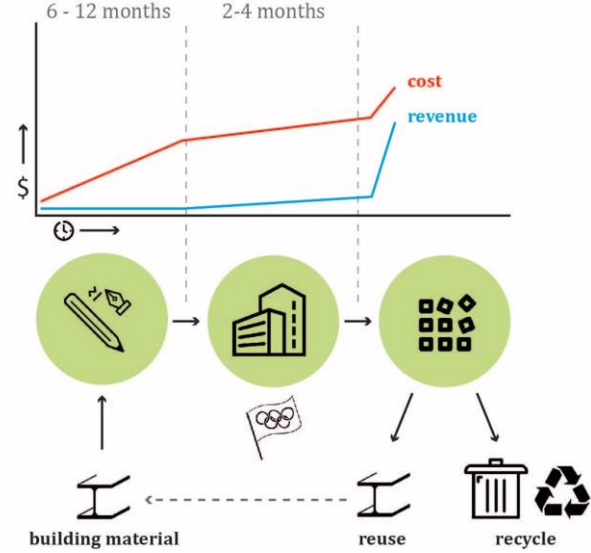 6 - 12 months
2-4 months
cost
revenue
$
building material
reuse
recycle